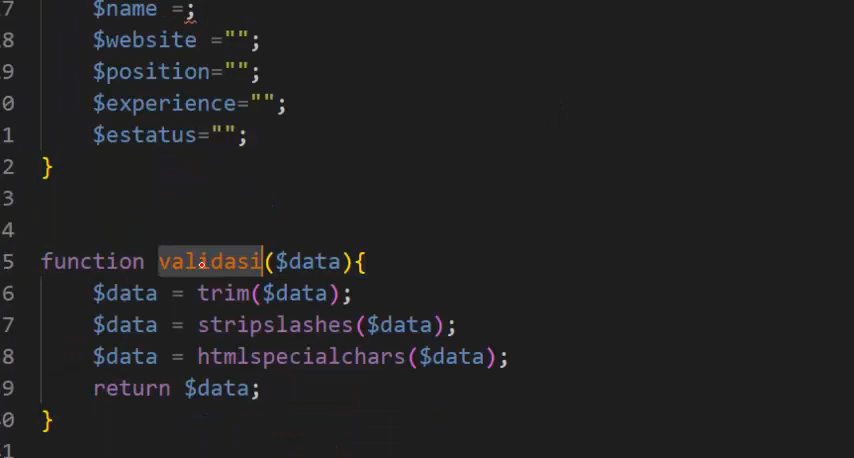 7 $name =;
8 $website ="";
9 $position="";
0 $experience="";
1 $estatus="";
2 }
3
4
5 function validasi($data){
6 $data = trim($data);
7 $data = stripslashes($data);
8 $data = htmlspecialchars($data);
9 return $data;
0 }
1